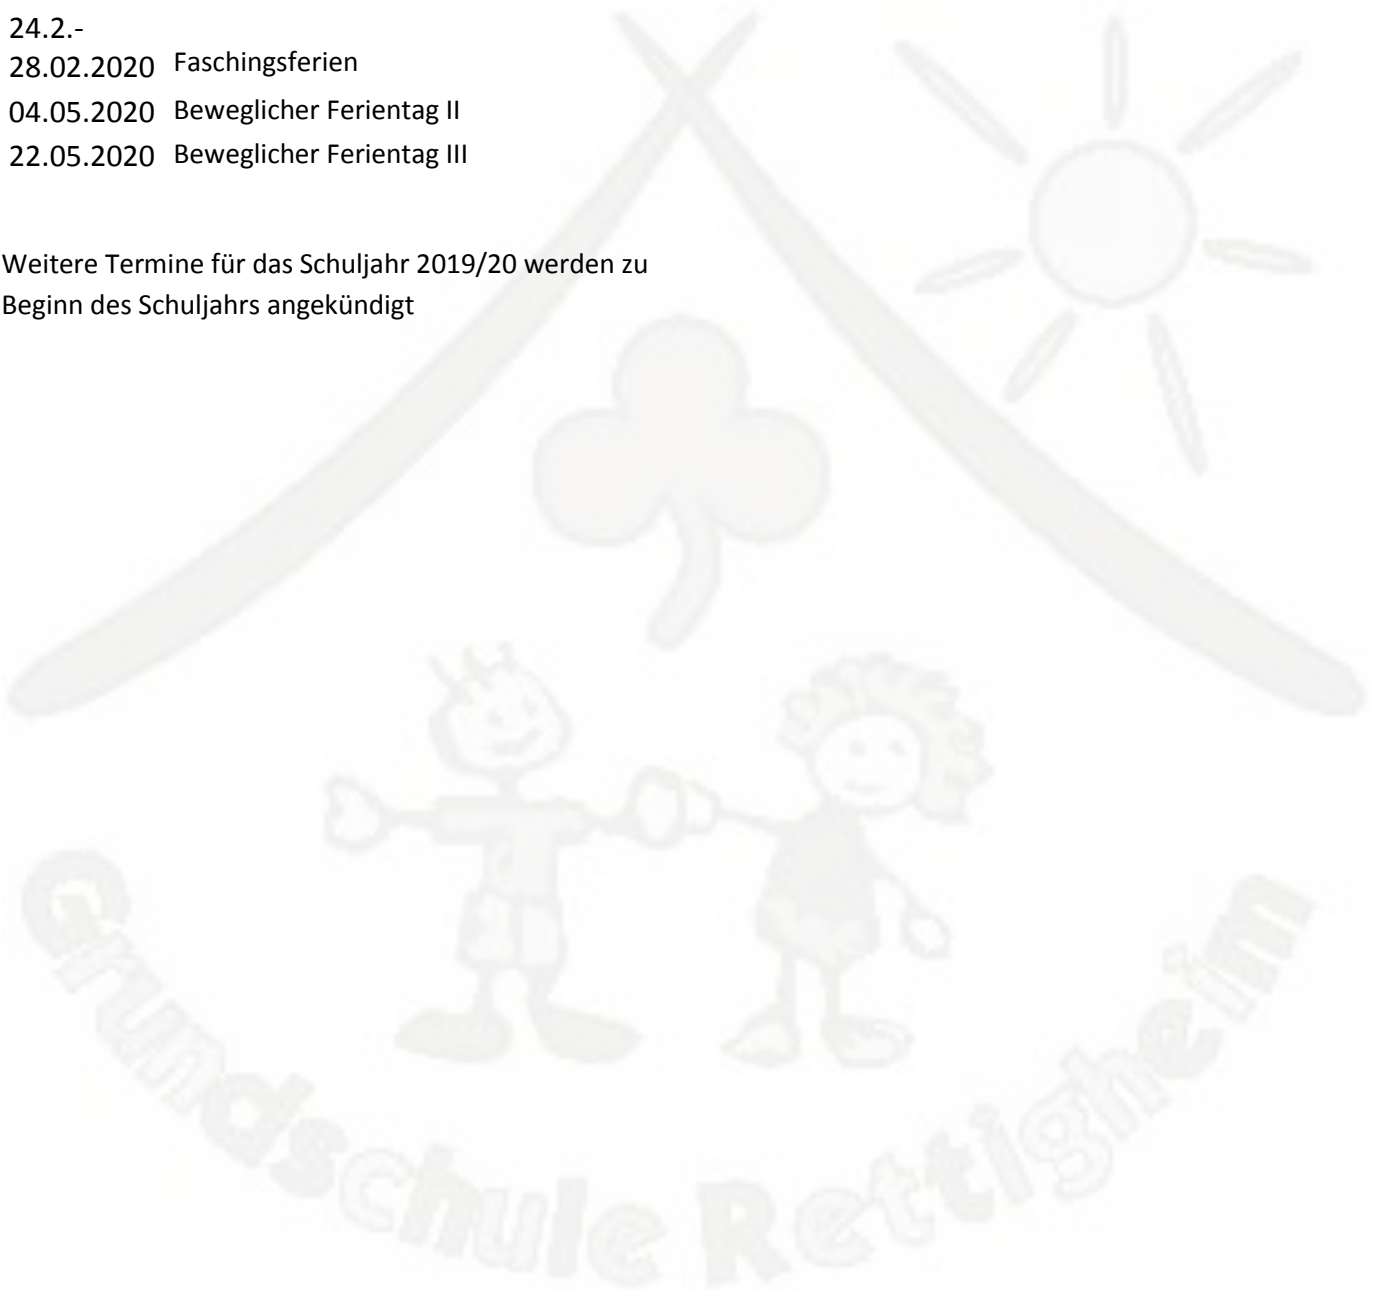 24.2.-
28.02.2020 Faschingsferien
04.05.2020 Beweglicher Ferientag II
22.05.2020 Beweglicher Ferientag III
Weitere Termine für das Schuljahr 2019/20 werden zu
Beginn des Schuljahrs angekündigt
Grundschule Rettigheim